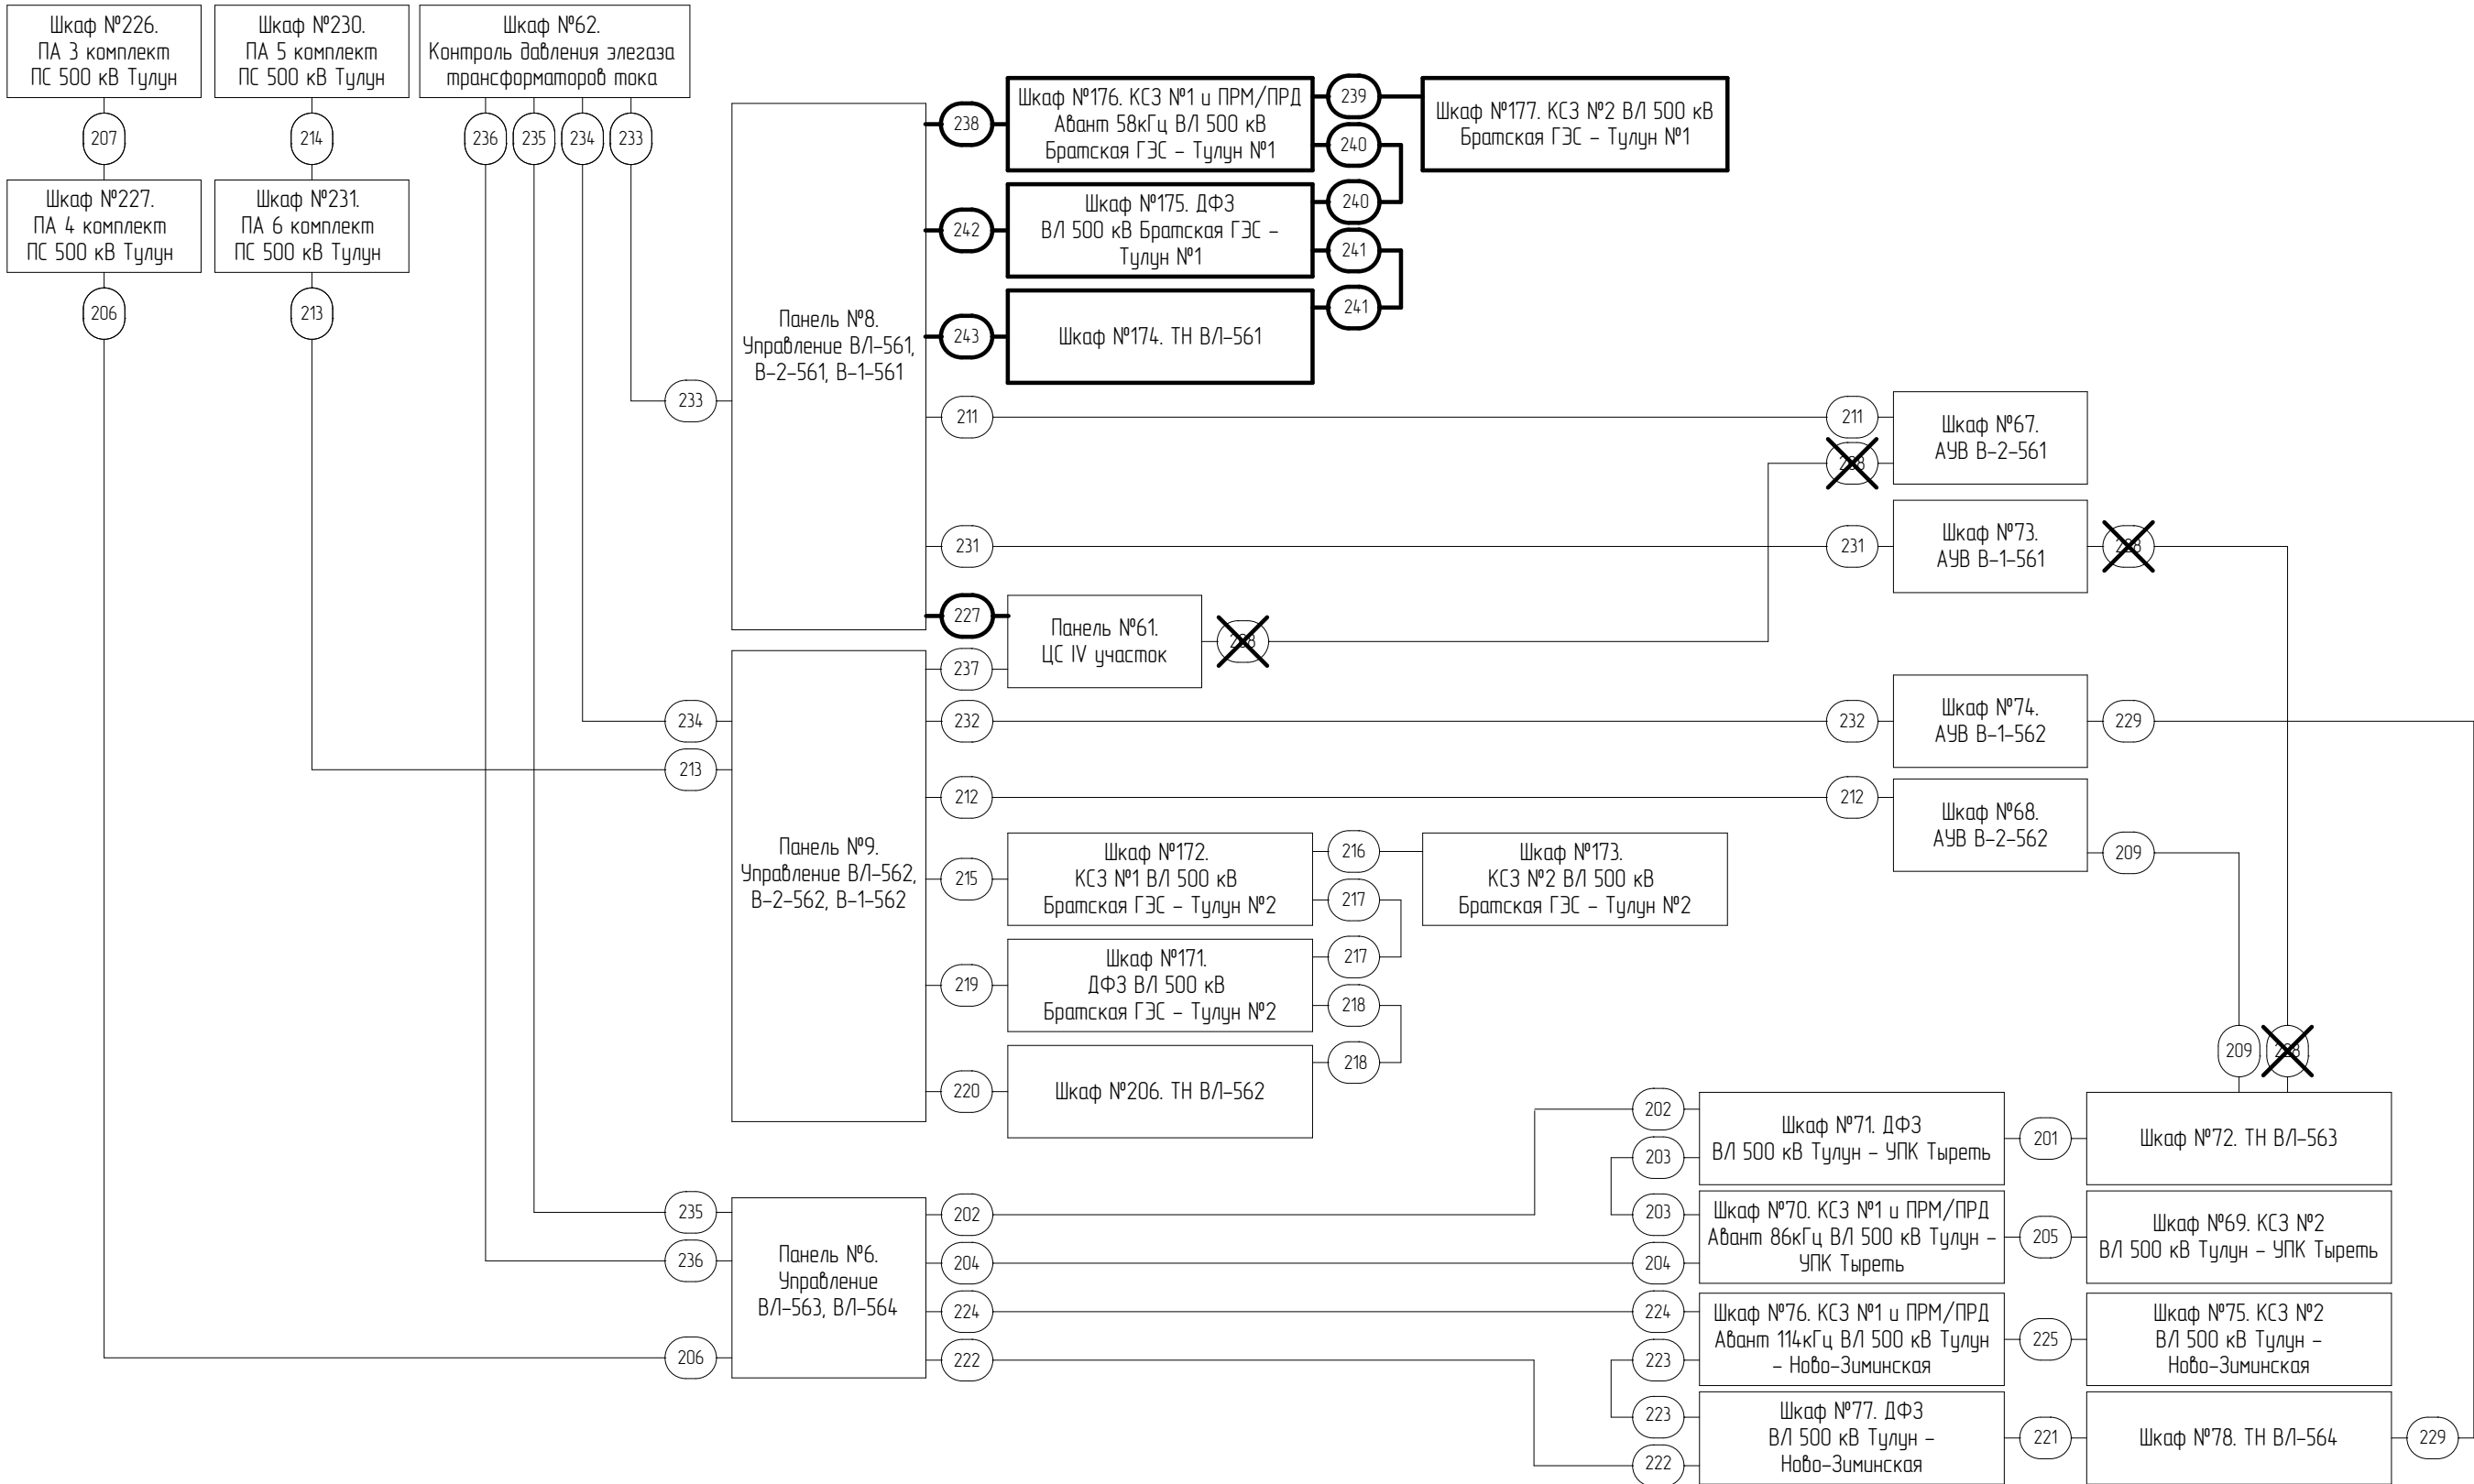 Шкаф №226.
ПА 3 комплект
ПС 500 кВ Тулун
Шкаф №230.
ПА 5 комплект
ПС 500 кВ Тулун
Шкаф №62.
Контроль давления элегаза
трансформаторов тока
207
214
236
235
234
233
Шкаф №227.
ПА 4 комплект
ПС 500 кВ Тулун
Шкаф №231.
ПА 6 комплект
ПС 500 кВ Тулун
206
213
233
Панель №8.
Управление ВЛ-561,
В-2-561, В-1-561
238
Шкаф №176. КСЗ №1 и ПРМ/ПРД
Авант 58кГц ВЛ 500 кВ
Братская ГЭС - Тулун №1
239
240
Шкаф №177. КСЗ №2 ВЛ 500 кВ
Братская ГЭС - Тулун №1
242
Шкаф №175. ДФЗ
ВЛ 500 кВ Братская ГЭС -
Тулун №1
240
241
243
Шкаф №174. ТН ВЛ-561
241
211
211
Шкаф №67.
АУВ В-2-561
231
231
Шкаф №73.
АУВ В-1-561
227
Панель №61.
ЦС IV участок
237
234
213
Панель №9.
Управление ВЛ-562,
В-2-562, В-1-562
232
232
Шкаф №74.
АУВ В-1-562
229
212
212
Шкаф №68.
АУВ В-2-562
209
215
Шкаф №172.
КСЗ №1 ВЛ 500 кВ
Братская ГЭС - Тулун №2
216
217
Шкаф №173.
КСЗ №2 ВЛ 500 кВ
Братская ГЭС - Тулун №2
219
Шкаф №171.
ДФЗ ВЛ 500 кВ
Братская ГЭС - Тулун №2
217
218
220
Шкаф №206. ТН ВЛ-562
218
209
235
236
206
Панель №6.
Управление
ВЛ-563, ВЛ-564
202
204
224
222
202
203
Шкаф №71. ДФЗ
ВЛ 500 кВ Тулун - УПК Тыреть
201
Шкаф №72. ТН ВЛ-563
203
204
Шкаф №70. КСЗ №1 и ПРМ/ПРД
Авант 86кГц ВЛ 500 кВ Тулун -
УПК Тыреть
205
Шкаф №69. КСЗ №2
ВЛ 500 кВ Тулун - УПК Тыреть
224
223
Шкаф №76. КСЗ №1 и ПРМ/ПРД
Авант 114кГц ВЛ 500 кВ Тулун
- Ново-Зиминская
225
Шкаф №75. КСЗ №2
ВЛ 500 кВ Тулун -
Ново-Зиминская
223
222
Шкаф №77. ДФЗ
ВЛ 500 кВ Тулун -
Ново-Зиминская
221
Шкаф №78. ТН ВЛ-564
229